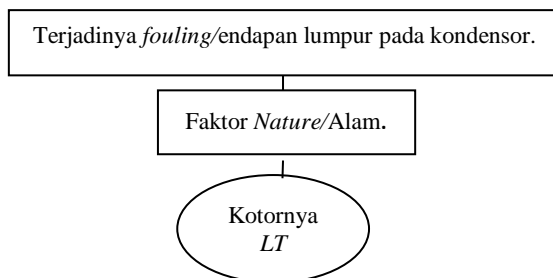 Terjadinya fouling/endapan lumpur pada kondensor.
Faktor Nature/Alam.
Kotornya
LT